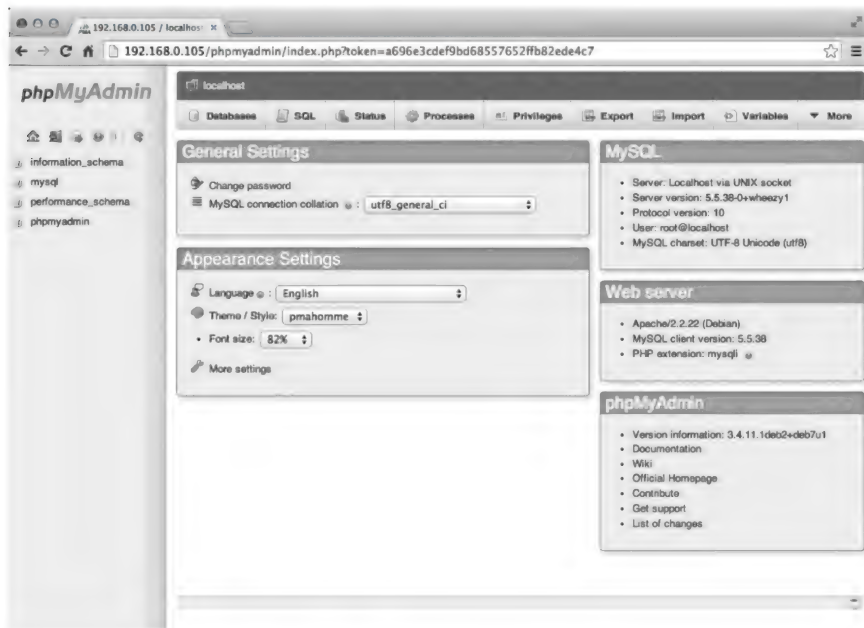 192.168.0.105 / localhos
192.168.0.105/phpmyadmin/index.php?token=a696e3cdef9bd68557652ffb82ede4c7
phpMyAdmin
information_schema
mysql
performance_schema
phpmyadmin
localhost
Databases SQL Status Processes Privileges Export Import Variables More
General Settings
Change password
MySQL connection collation : utf8_general_ci
Appearance Settings
Language : English
Theme / Style: pmahomme
• Font size: 82%
More settings
MySQL
• Server: Localhost via UNIX socket
• Server version: 5.5.38-0+wheezy1
• Protocol version: 10
• User: root@localhost
• MySQL charset: UTF-8 Unicode (utf8)
Web server
• Apache/2.2.22 (Debian)
• MySQL client version: 5.5.38
• PHP extension: mysqli
phpMyAdmin
• Version information: 3.4.11.1deb2+deb7u1
• Documentation
• Wiki
• Official Homepage
• Contribute
• Get support
• List of changes